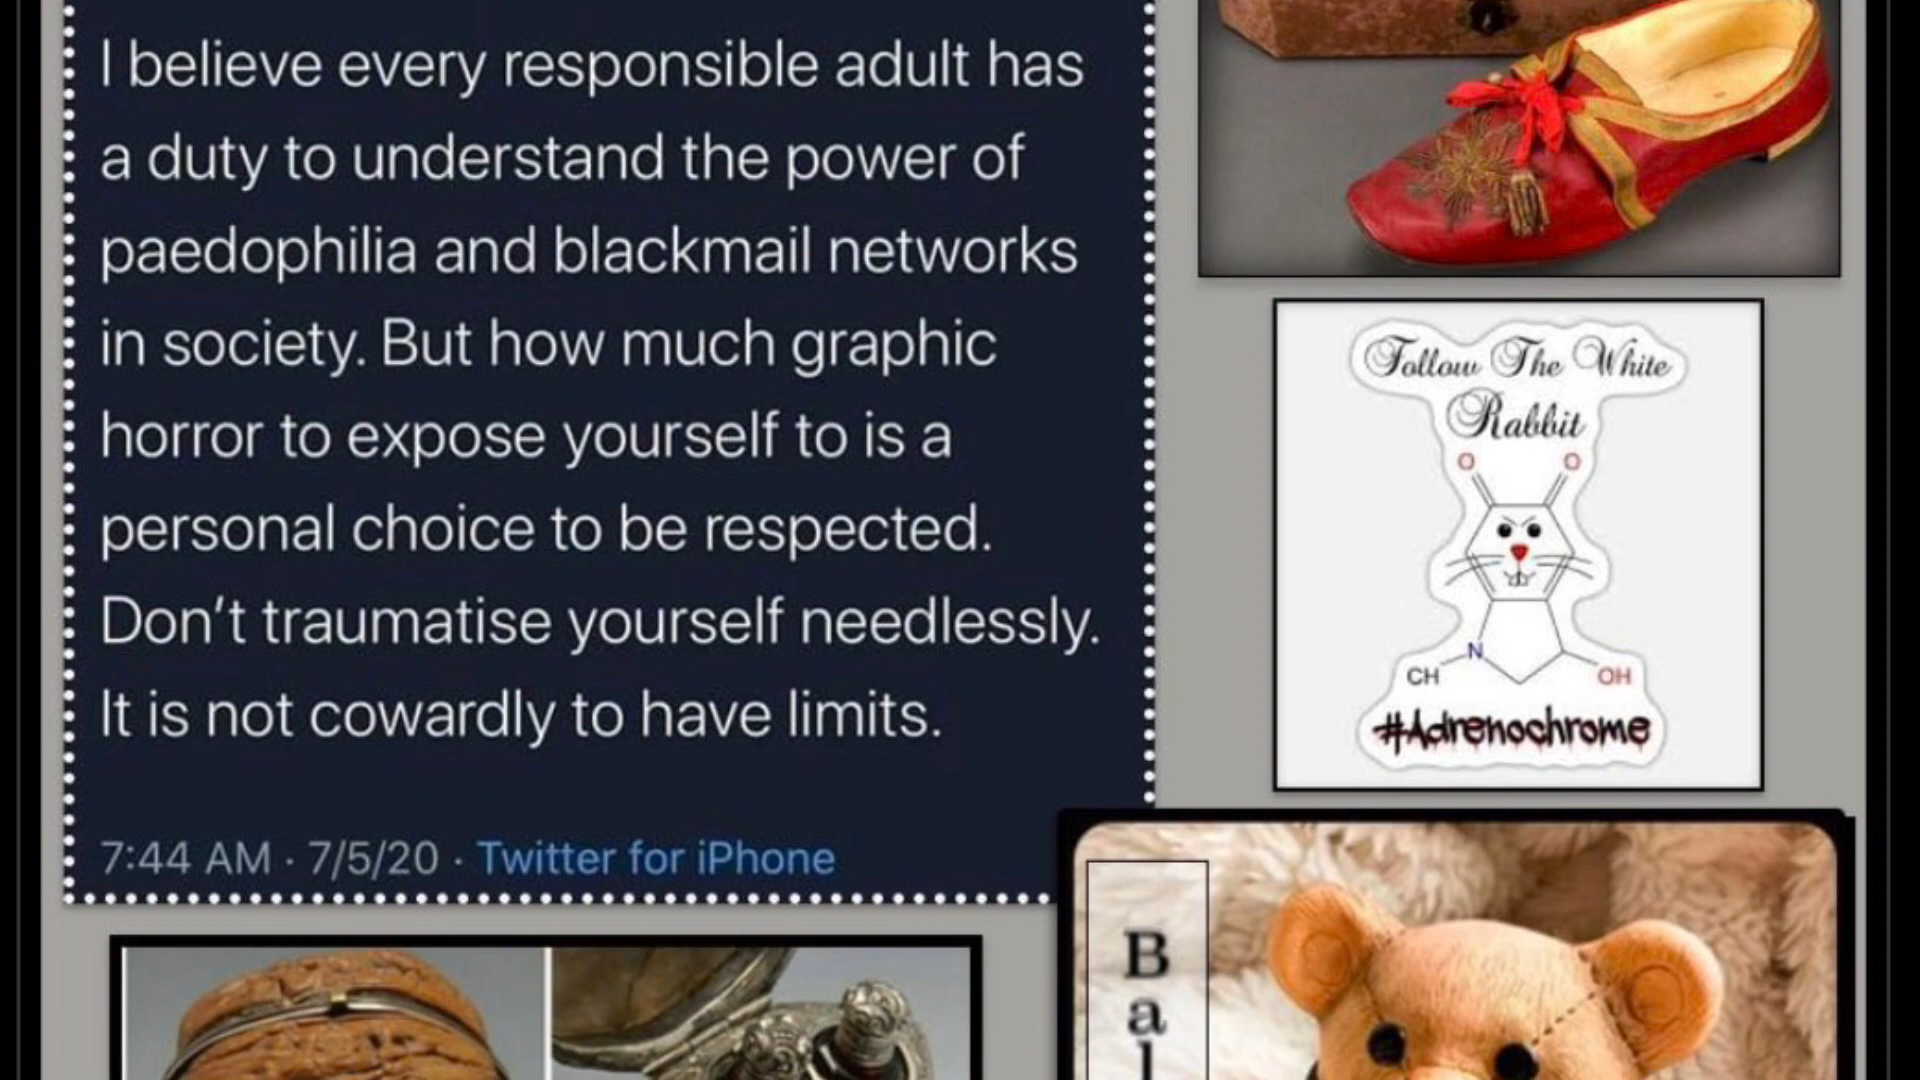 I believe every responsible adult has
a duty to understand the power of
paedophilia and blackmail networks
in society. But how much graphic
horror to expose yourself to is a
personal choice to be respected.
Don't traumatise yourself needlessly.
It is not cowardly to have limits.
7:44 AM · 7/5/20 · Twitter for iPhone
Follow The White
Rabbit
O O
N
CH OH
#Adrenochrome
B
a
l